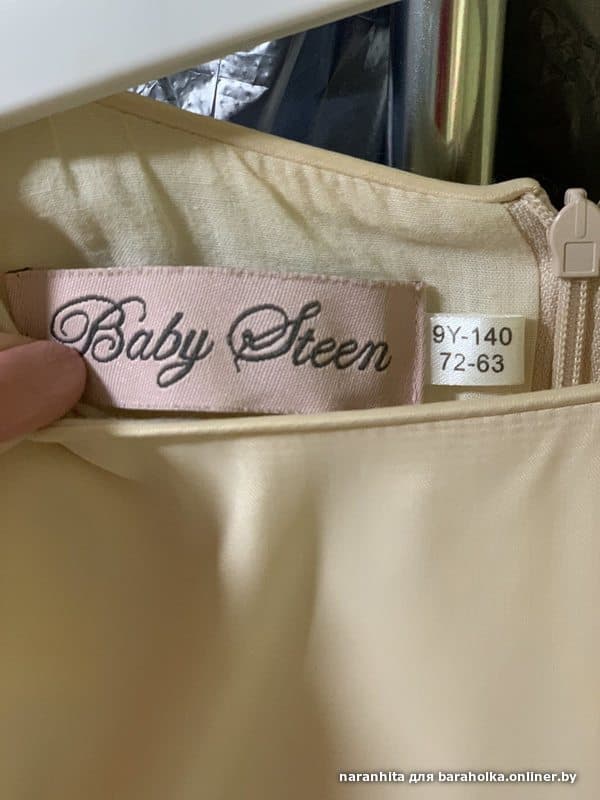 Baby Steen
9Y-140
72-63
naranhita для baraholka.onliner.by